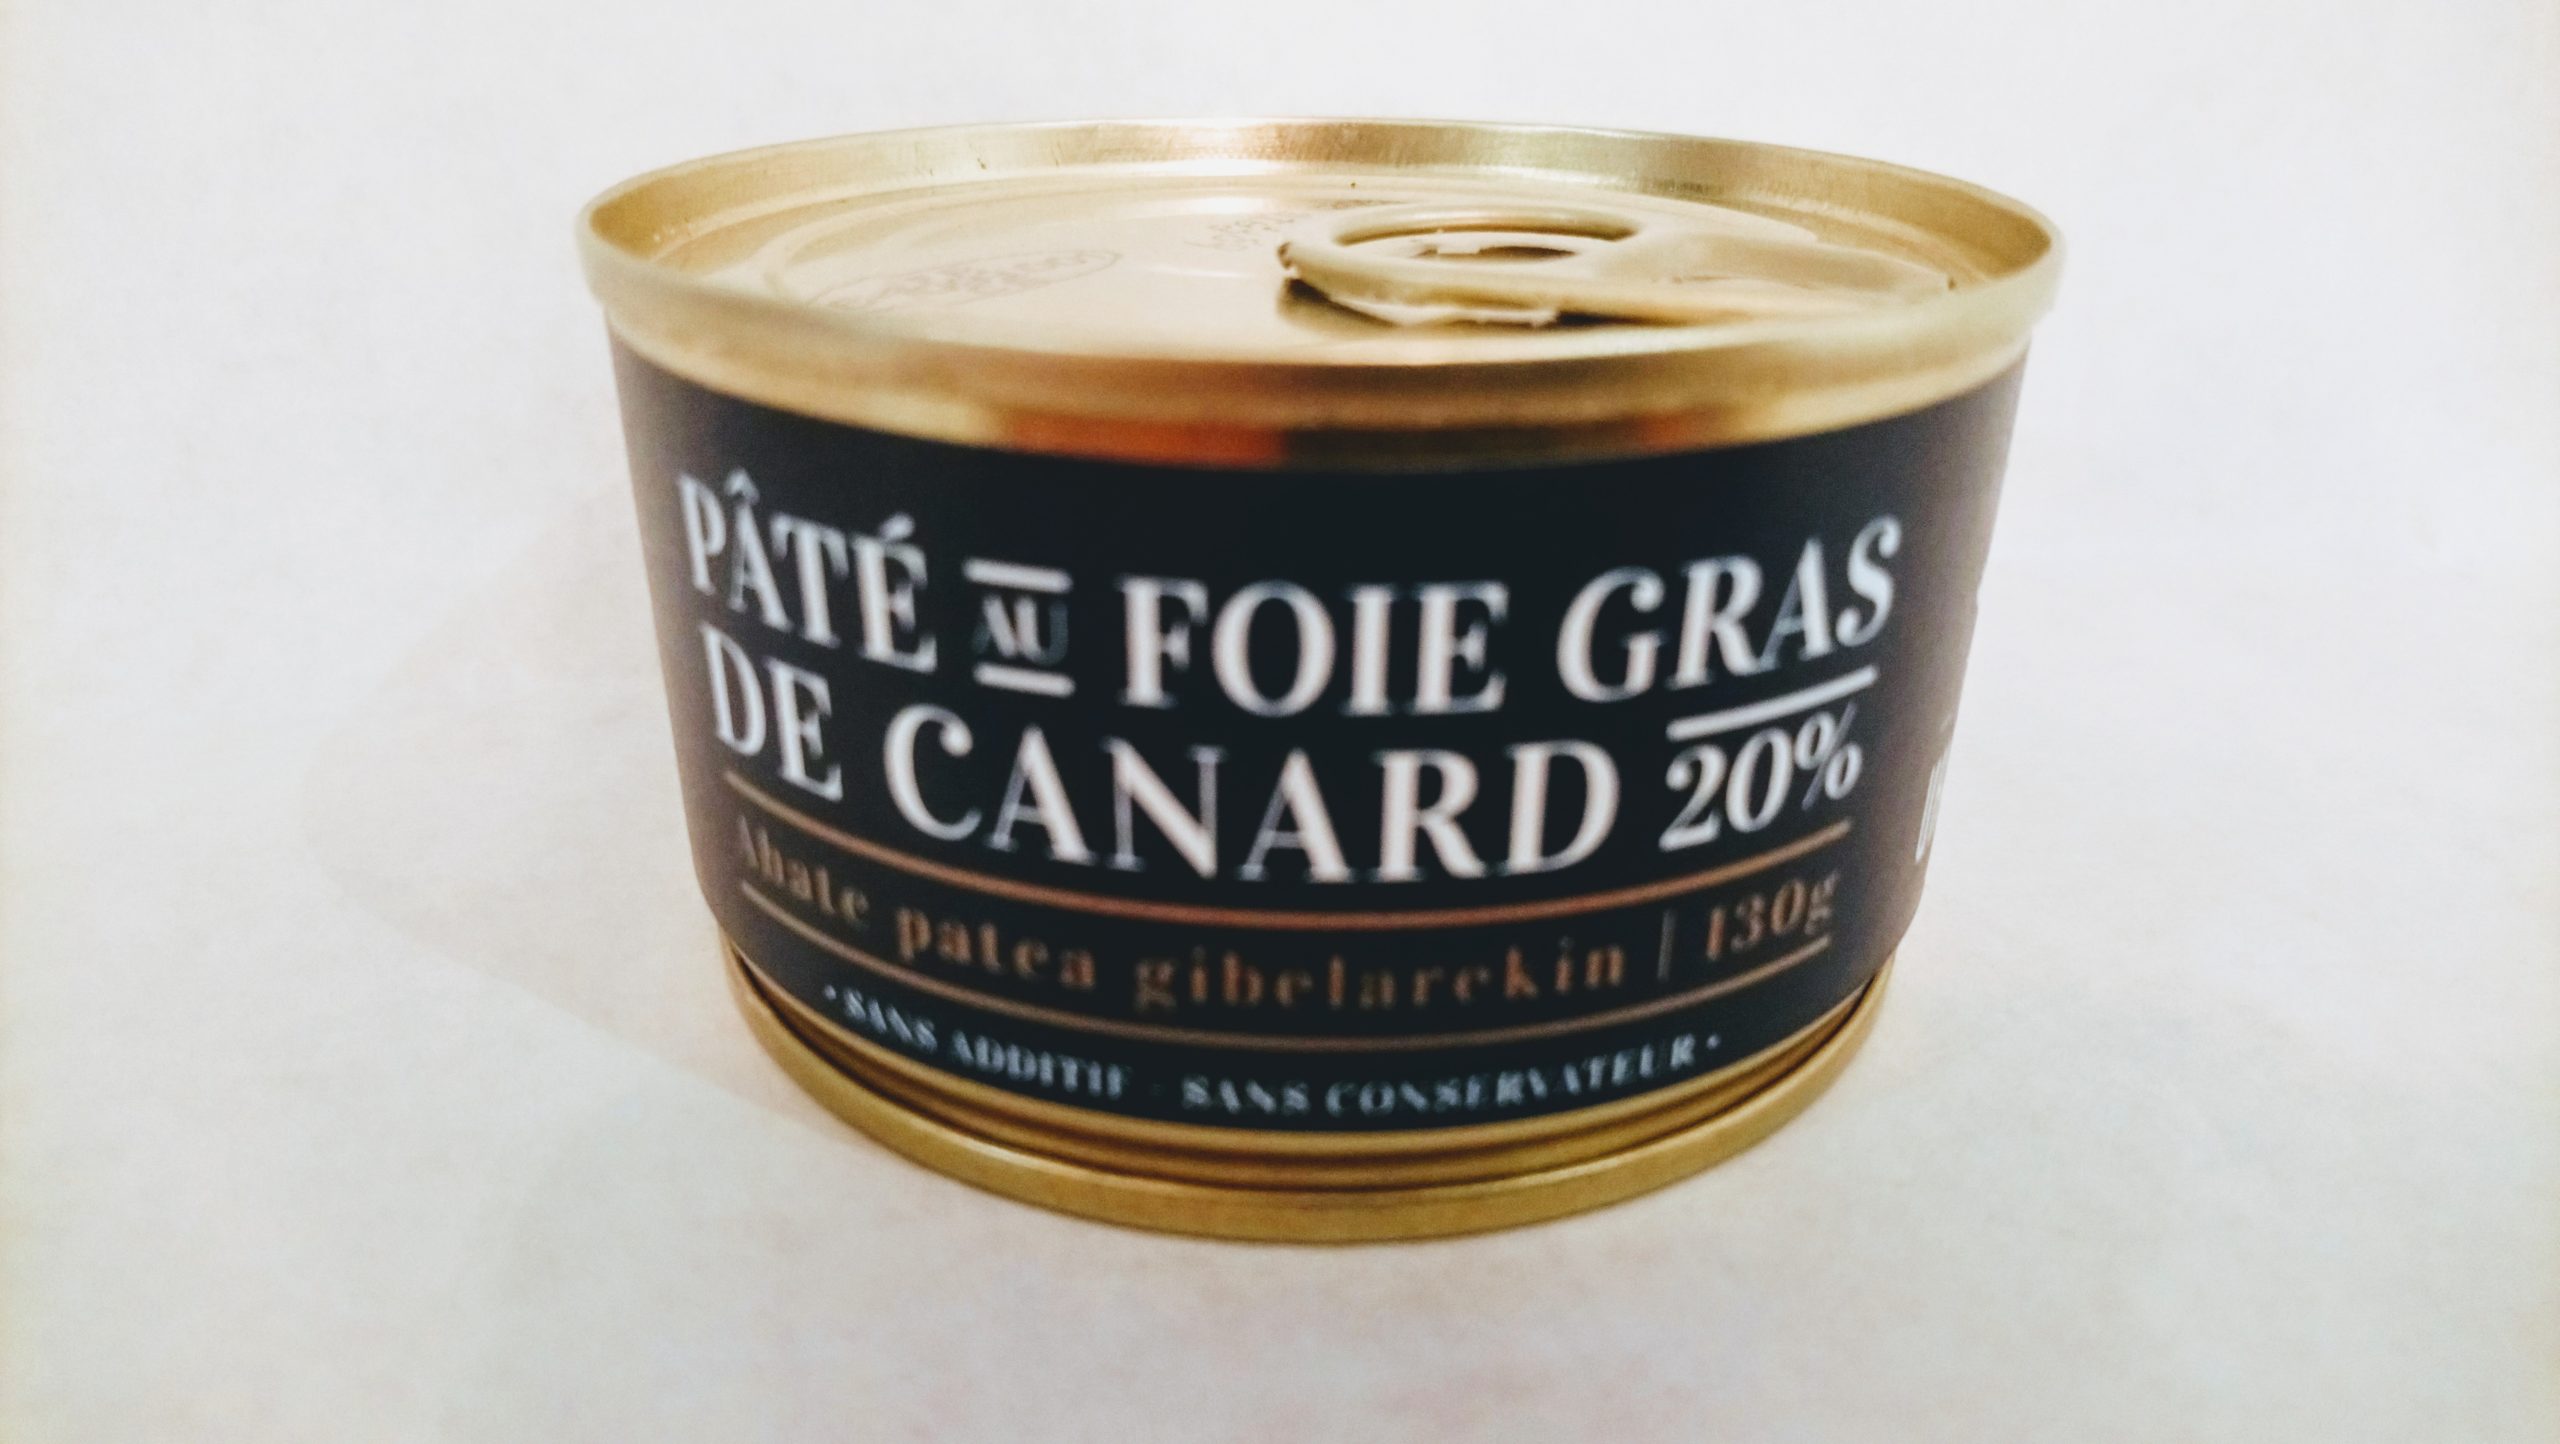 PÂTÉ AU FOIE GRAS
DE CANARD 20%
Ahate patea gibelarekin | 130g
• SANS ADDITIF - SANS CONSERVATEUR •